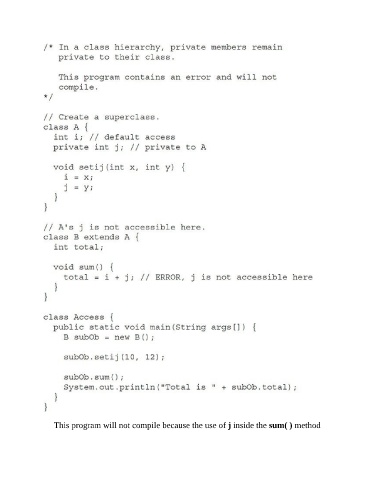 /* In a class hierarchy, private members remain
private to their class.
This program contains an error and will not
compile.
*/
// Create a superclass.
class A {
int i; // default access
private int j; // private to A
void setij(int x, int y) {
i = x;
j = y;
}
}
// A's j is not accessible here.
class B extends A {
int total;
void sum() {
total = i + j; // ERROR, j is not accessible here
}
}
class Access {
public static void main(String args[]) {
B subOb = new B();
subOb.setij(10, 12);
subOb.sum();
System.out.println("Total is " + subOb.total);
}
}
This program will not compile because the use of j inside the sum( ) method